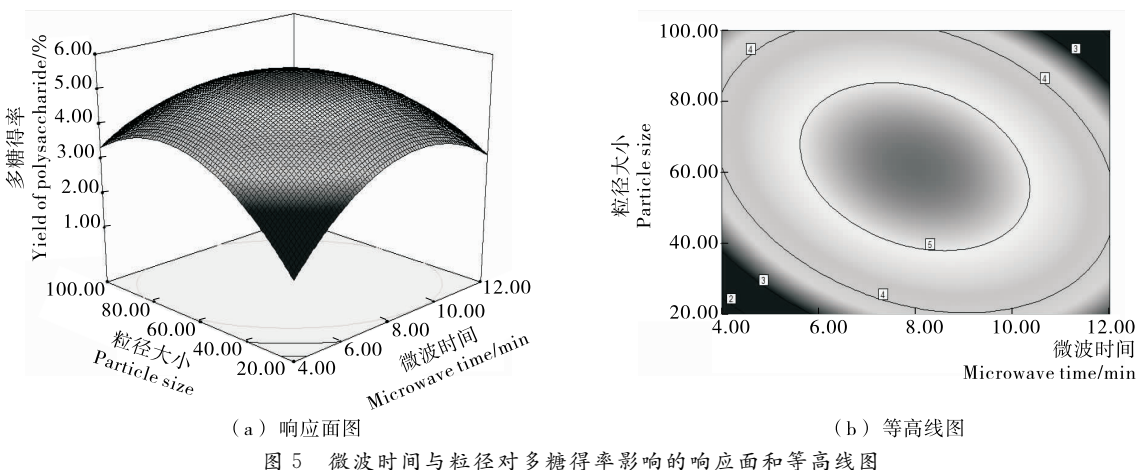 6.00
5.00
4.00
3.00
2.00
1.00
多糖得率
Yield of polysaccharide/%
100.00
80.00
60.00
40.00
20.00
粒径大小
Particle size
4.00
6.00
8.00
10.00
12.00
微波时间
Microwave time/min
(a) 响应面图
100.00
80.00
60.00
40.00
20.00
粒径大小
Particle size
4
3
4
5
4
3
2
4.00 6.00 8.00 10.00 12.00
微波时间
Microwave time/min
(b) 等高线图
图 5 微波时间与粒径对多糖得率影响的响应面和等高线图